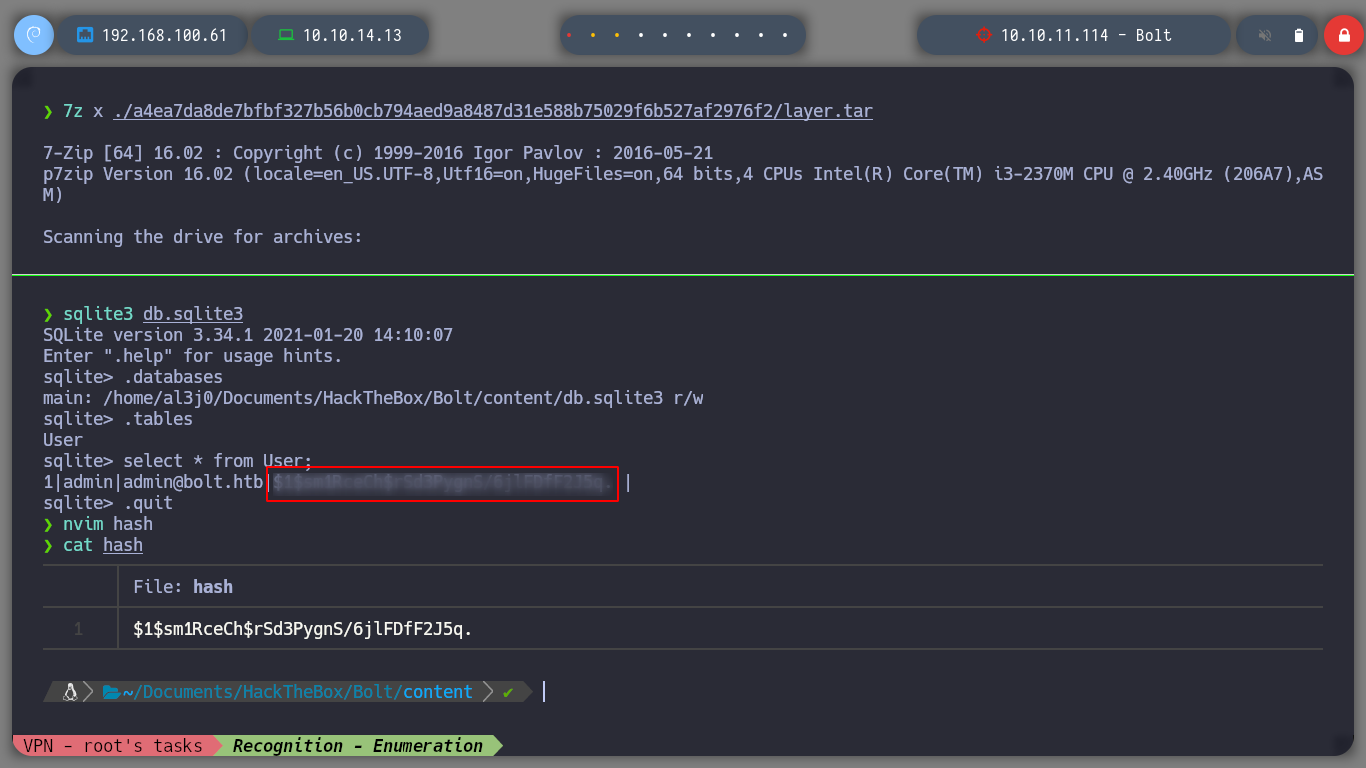 192.168.100.61 10.10.14.13 10.10.11.114 - Bolt
❯ 7z x ./a4ea7da8de7bfbf327b56b0cb794aed9a8487d31e588b75029f6b527af2976f2/layer.tar
7-Zip [64] 16.02 : Copyright (c) 1999-2016 Igor Pavlov : 2016-05-21
p7zip Version 16.02 (locale=en_US.UTF-8,Utf16=on,HugeFiles=on,64 bits,4 CPUs Intel(R) Core(TM) i3-2370M CPU @ 2.40GHz (206A7),AS
M)
Scanning the drive for archives:
❯ sqlite3 db.sqlite3
SQLite version 3.34.1 2021-01-20 14:10:07
Enter ".help" for usage hints.
sqlite> .databases
main: /home/al3j0/Documents/HackTheBox/Bolt/content/db.sqlite3 r/w
sqlite> .tables
User
sqlite> select * from User;
1|admin|admin@bolt.htb| |
sqlite> .quit
❯ nvim hash
❯ cat hash
File: hash
1 $1$sm1RceCh$rSd3PygnS/6jlFDfF2J5q.
~/Documents/HackTheBox/Bolt/content ✔
VPN - root's tasks Recognition - Enumeration